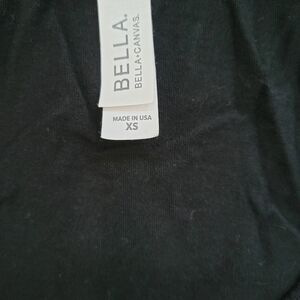 BELLA.
BELLA+CANVAS.
MADE IN USA
XS